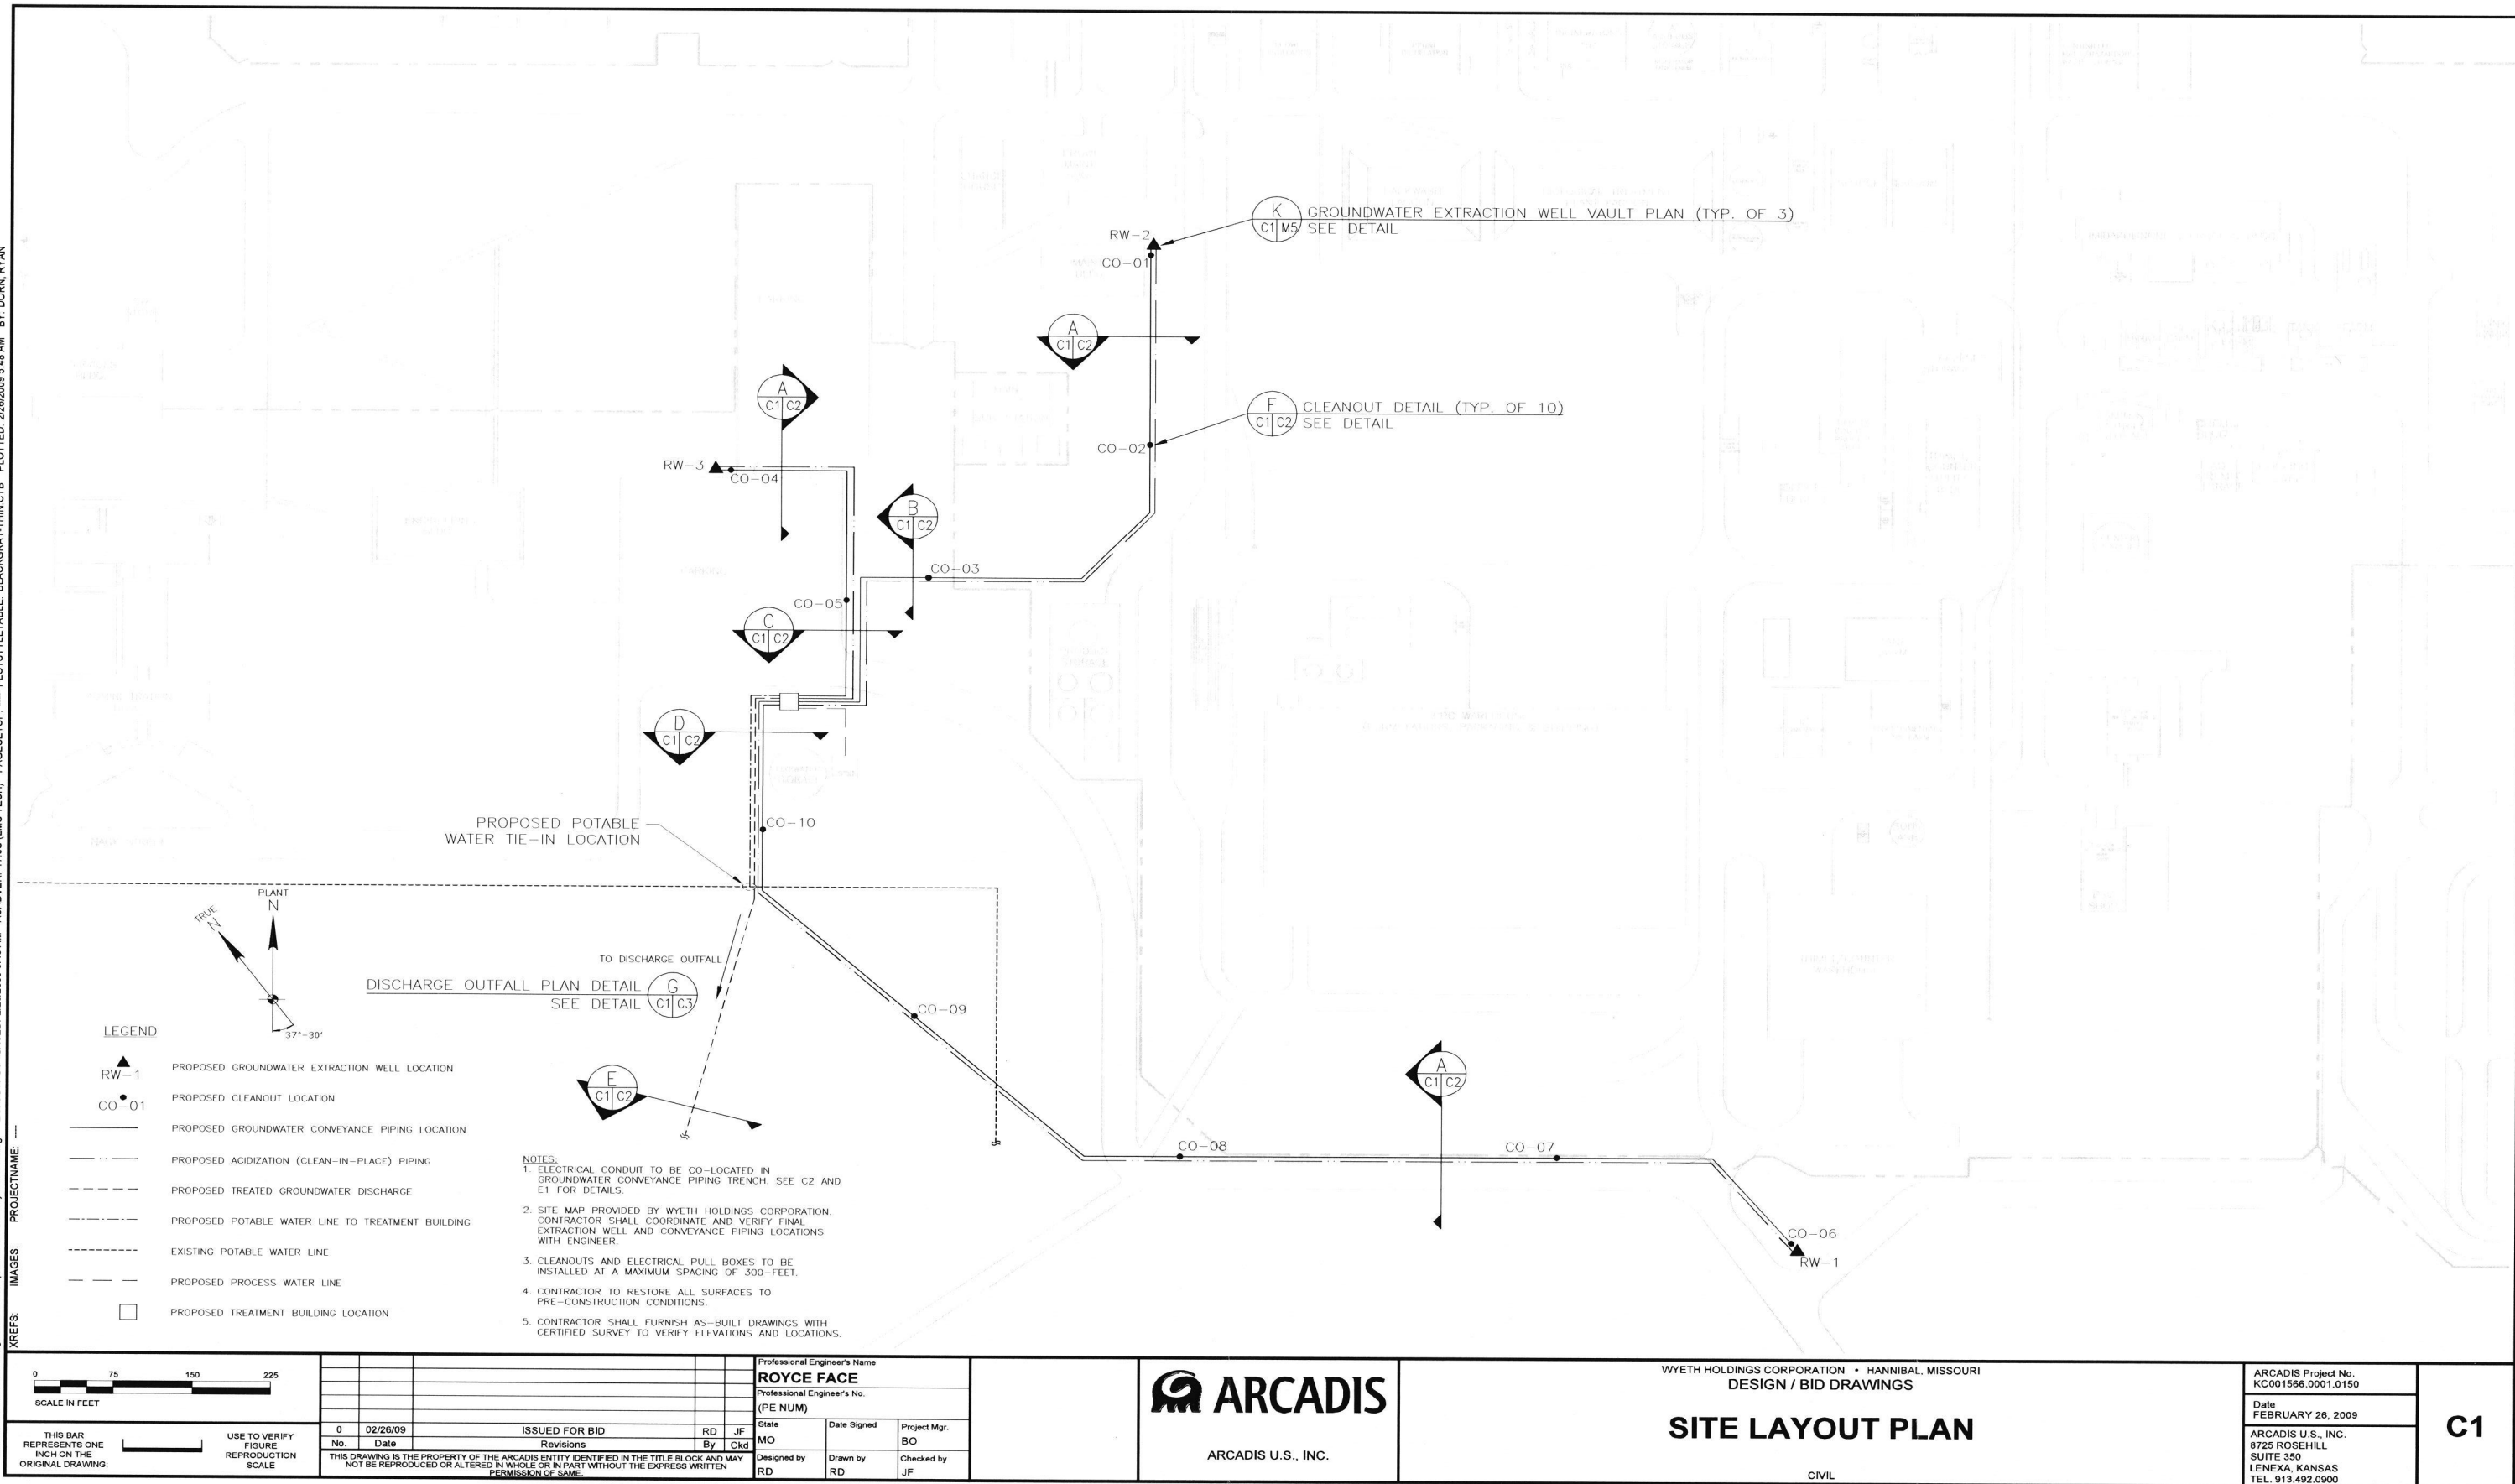 K
C1 M5
GROUNDWATER EXTRACTION WELL VAULT PLAN (TYP. OF 3)
SEE DETAIL
RW-2
CO-01
A
C1 C2
A
C1 C2
F
C1 C2
CLEANOUT DETAIL (TYP. OF 10)
SEE DETAIL
CO-02
RW-3
CO-04
B
C1 C2
CO-03
CO-05
C
C1 C2
D
C1 C2
PROPOSED POTABLE
WATER TIE-IN LOCATION
CO-10
PLANT
N
TRUE
N
37°-30'
TO DISCHARGE OUTFALL
DISCHARGE OUTFALL PLAN DETAIL
SEE DETAIL
G
C1 C3
CO-09
E
C1 C2
A
C1 C2
CO-08
CO-07
CO-06
RW-1
LEGEND
RW-1
PROPOSED GROUNDWATER EXTRACTION WELL LOCATION
CO-01
PROPOSED CLEANOUT LOCATION
PROPOSED GROUNDWATER CONVEYANCE PIPING LOCATION
PROPOSED ACIDIZATION (CLEAN-IN-PLACE) PIPING
PROPOSED TREATED GROUNDWATER DISCHARGE
PROPOSED POTABLE WATER LINE TO TREATMENT BUILDING
EXISTING POTABLE WATER LINE
PROPOSED PROCESS WATER LINE
PROPOSED TREATMENT BUILDING LOCATION
NOTES:
1. ELECTRICAL CONDUIT TO BE CO-LOCATED IN
GROUNDWATER CONVEYANCE PIPING TRENCH. SEE C2 AND
E1 FOR DETAILS.
2. SITE MAP PROVIDED BY WYETH HOLDINGS CORPORATION.
CONTRACTOR SHALL COORDINATE AND VERIFY FINAL
EXTRACTION WELL AND CONVEYANCE PIPING LOCATIONS
WITH ENGINEER.
3. CLEANOUTS AND ELECTRICAL PULL BOXES TO BE
INSTALLED AT A MAXIMUM SPACING OF 300-FEET.
4. CONTRACTOR TO RESTORE ALL SURFACES TO
PRE-CONSTRUCTION CONDITIONS.
5. CONTRACTOR SHALL FURNISH AS-BUILT DRAWINGS WITH
CERTIFIED SURVEY TO VERIFY ELEVATIONS AND LOCATIONS.
XREFS: IMAGES: PROJECTNAME: ---
PLOTTED: 2/26/2009 5:48 AM BY: DORN, RYAN
0 75 150 225
SCALE IN FEET
THIS BAR
REPRESENTS ONE
INCH ON THE
ORIGINAL DRAWING:
USE TO VERIFY
FIGURE
REPRODUCTION
SCALE
0 02/26/09 ISSUED FOR BID RD JF
No. Date Revisions By Ckd
THIS DRAWING IS THE PROPERTY OF THE ARCADIS ENTITY IDENTIFIED IN THE TITLE BLOCK AND MAY
NOT BE REPRODUCED OR ALTERED IN WHOLE OR IN PART WITHOUT THE EXPRESS WRITTEN
PERMISSION OF SAME.
Professional Engineer's Name
ROYCE FACE
Professional Engineer's No.
(PE NUM)
State
MO
Date Signed
Project Mgr.
BO
Designed by
RD
Drawn by
RD
Checked by
JF
ARCADIS
ARCADIS U.S., INC.
WYETH HOLDINGS CORPORATION • HANNIBAL, MISSOURI
DESIGN / BID DRAWINGS
SITE LAYOUT PLAN
CIVIL
ARCADIS Project No.
KC001566.0001.0150
Date
FEBRUARY 26, 2009
ARCADIS U.S., INC.
8725 ROSEHILL
SUITE 350
LENEXA, KANSAS
TEL. 913.492.0900
C1